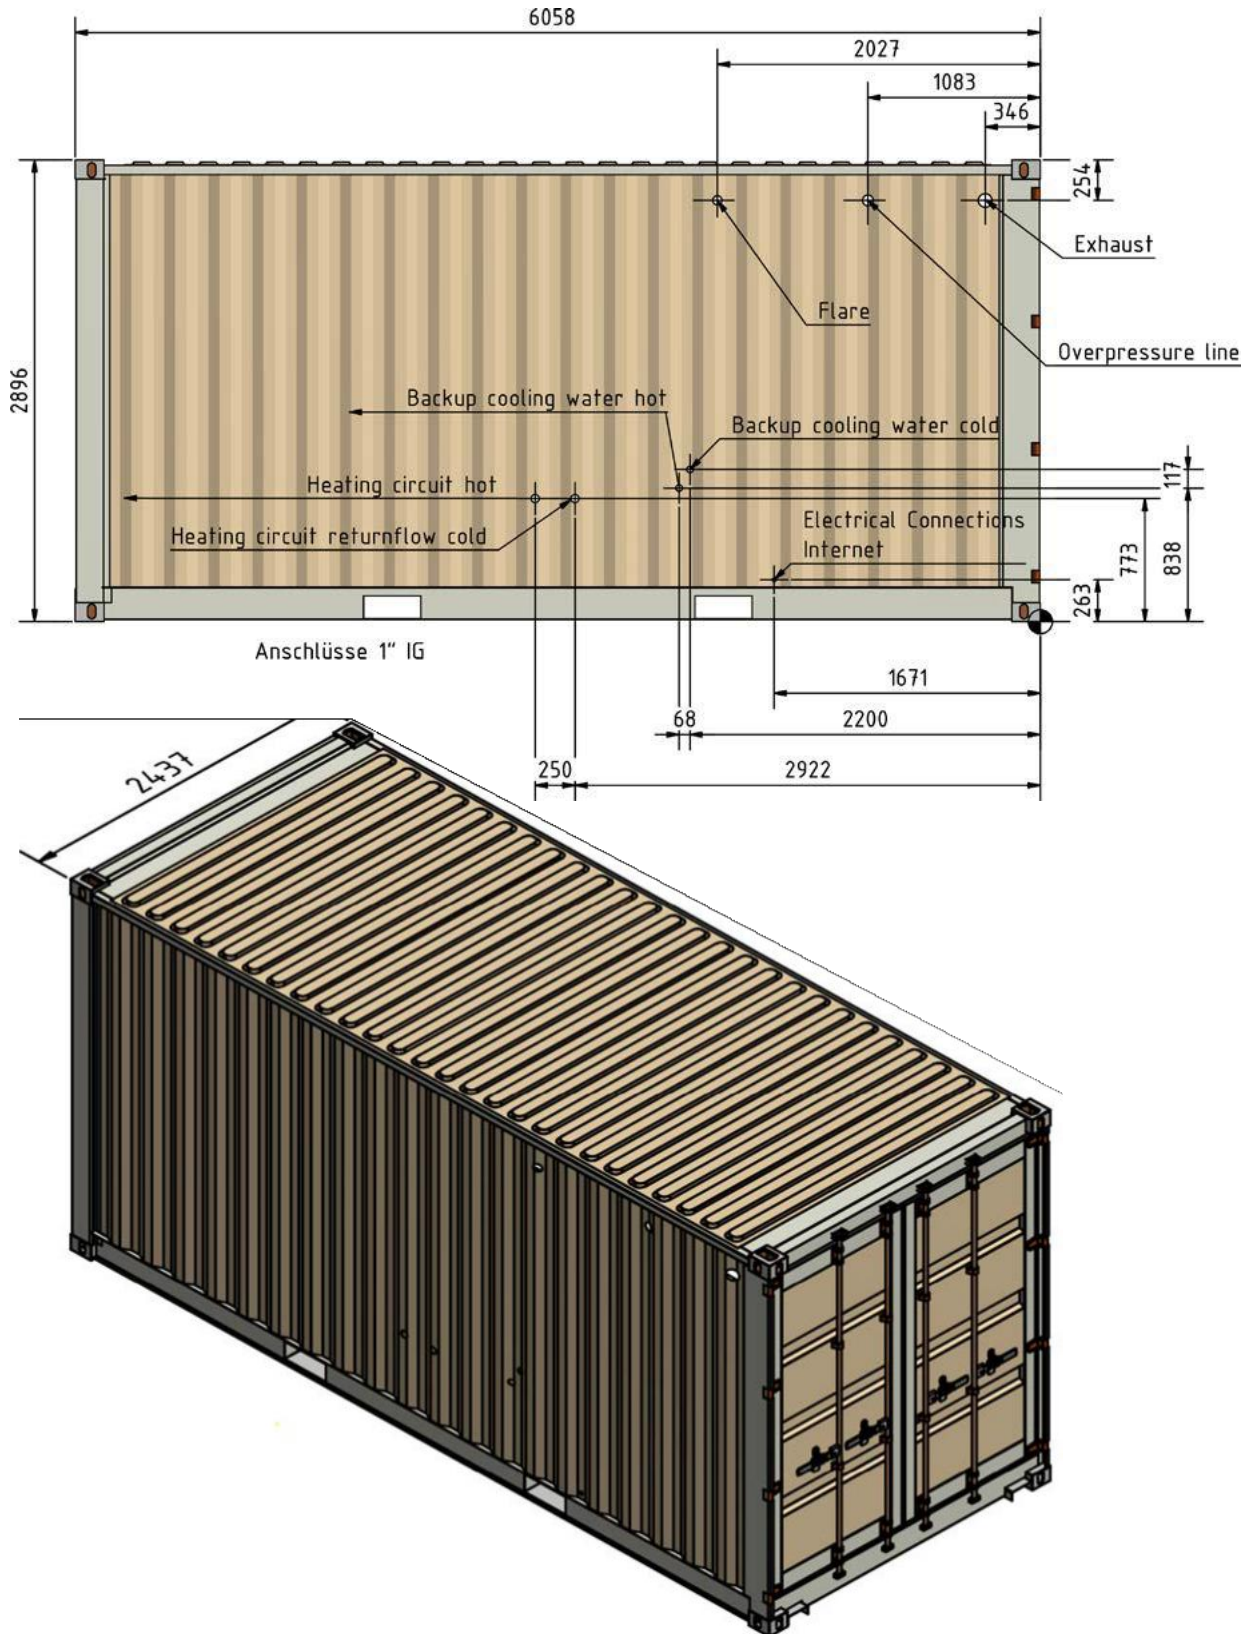 6058
2027
1083
346
254
Exhaust
Flare
Overpressure line
2896
Backup cooling water hot
Backup cooling water cold
117
Heating circuit hot
Electrical Connections
Internet
Heating circuit returnflow cold
773
838
263
Anschlüsse 1“ IG
1671
68
2200
250
2922
2437